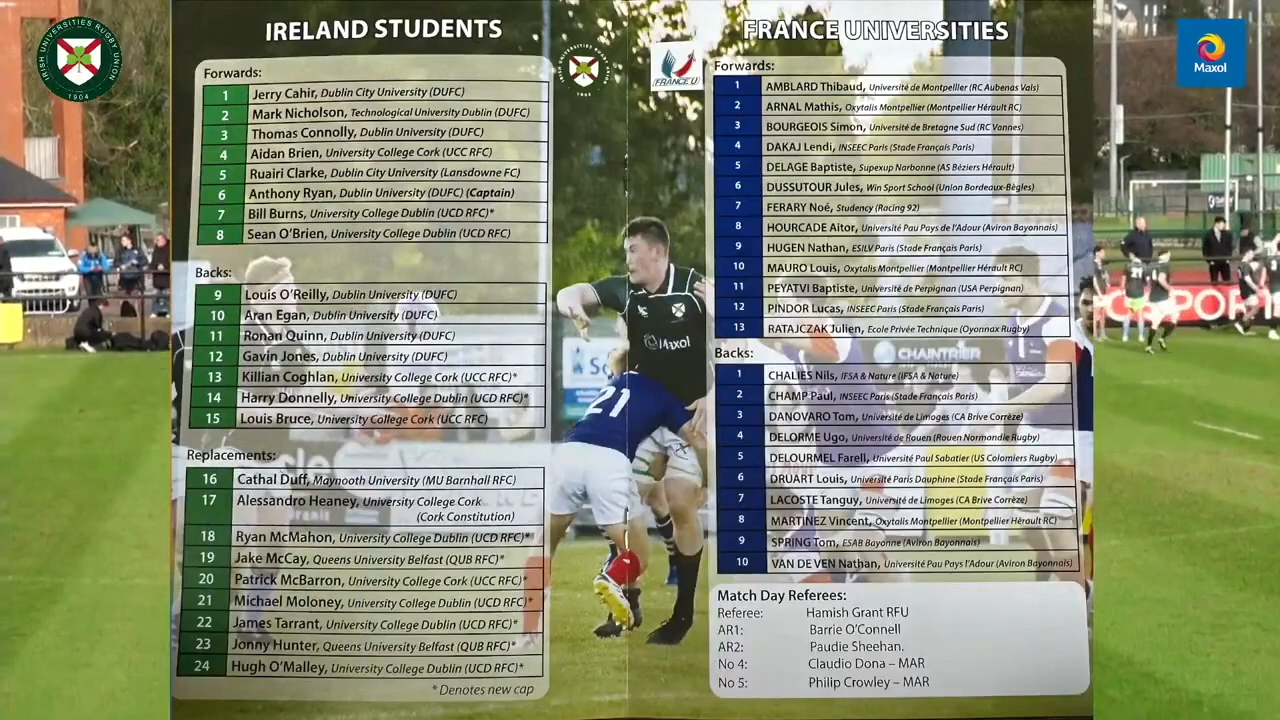 IRISH UNIVERSITIES RUGBY UNION
1904
IRELAND STUDENTS
Forwards:
1 Jerry Cahir, Dublin City University (DUFC)
2 Mark Nicholson, Technological University Dublin (DUFC)
3 Thomas Connolly, Dublin University (DUFC)
4 Aidan Brien, University College Cork (UCC RFC)
5 Ruairi Clarke, Dublin City University (Lansdowne FC)
6 Anthony Ryan, Dublin University (DUFC) (Captain)
7 Bill Burns, University College Dublin (UCD RFC)*
8 Sean O'Brien, University College Dublin (UCD RFC)
Backs:
9 Louis O'Reilly, Dublin University (DUFC)
10 Aran Egan, Dublin University (DUFC)
11 Ronan Quinn, Dublin University (DUFC)
12 Gavin Jones, Dublin University (DUFC)
13 Killian Coghlan, University College Cork (UCC RFC)*
14 Harry Donnelly, University College Dublin (UCD RFC)*
15 Louis Bruce, University College Cork (UCC RFC)
Replacements:
16 Cathal Duff, Maynooth University (MU Barnhall RFC)
17 Alessandro Heaney, University College Cork
(Cork Constitution)
18 Ryan McMahon, University College Dublin (UCD RFC)*
19 Jake McCay, Queens University Belfast (QUB RFC)*
20 Patrick McBarron, University College Cork (UCC RFC)*
21 Michael Moloney, University College Dublin (UCD RFC)*
22 James Tarrant, University College Dublin (UCD RFC)*
23 Jonny Hunter, Queens University Belfast (QUB RFC)*
24 Hugh O'Malley, University College Dublin (UCD RFC)*
* Denotes new cap
FRANCE U
Maxol
21
CHAINTRIER
FRANCE UNIVERSITIES
Forwards:
1 AMBLARD Thibaud, Université de Montpellier (RC Aubenas Vals)
2 ARNAL Mathis, Oxytalis Montpellier (Montpellier Hérault RC)
3 BOURGEOIS Simon, Université de Bretagne Sud (RC Vannes)
4 DAKAJ Lendi, INSEEC Paris (Stade Français Paris)
5 DELAGE Baptiste, Supexup Narbonne (AS Béziers Hérault)
6 DUSSUTOUR Jules, Win Sport School (Union Bordeaux-Bègles)
7 FERARY Noé, Studency (Racing 92)
8 HOURCADE Aitor, Université Pau Pays de l'Adour (Aviron Bayonnais)
9 HUGEN Nathan, ESILV Paris (Stade Français Paris)
10 MAURO Louis, Oxytalis Montpellier (Montpellier Hérault RC)
11 PEYATVI Baptiste, Université de Perpignan (USA Perpignan)
12 PINDOR Lucas, INSEEC Paris (Stade Français Paris)
13 RATAJCZAK Julien, Ecole Privée Technique (Oyonnax Rugby)
Backs:
1 CHALIES Nils, IFSA & Nature (IFSA & Nature)
2 CHAMP Paul, INSEEC Paris (Stade Français Paris)
3 DANOVARO Tom, Université de Limoges (CA Brive Corrèze)
4 DELORME Ugo, Université de Rouen (Rouen Normandie Rugby)
5 DELOURMEL Farell, Université Paul Sabatier (US Colomiers Rugby)
6 DRUART Louis, Université Paris Dauphine (Stade Français Paris)
7 LACOSTE Tanguy, Université de Limoges (CA Brive Corrèze)
8 MARTINEZ Vincent, Oxytalis Montpellier (Montpellier Hérault RC)
9 SPRING Tom, ESAB Bayonne (Aviron Bayonnais)
10 VAN DE VEN Nathan, Université Pau Pays l'Adour (Aviron Bayonnais)
Match Day Referees:
Referee: Hamish Grant RFU
AR1: Barrie O'Connell
AR2: Paudie Sheehan.
No 4: Claudio Dona – MAR
No 5: Philip Crowley – MAR
Maxol